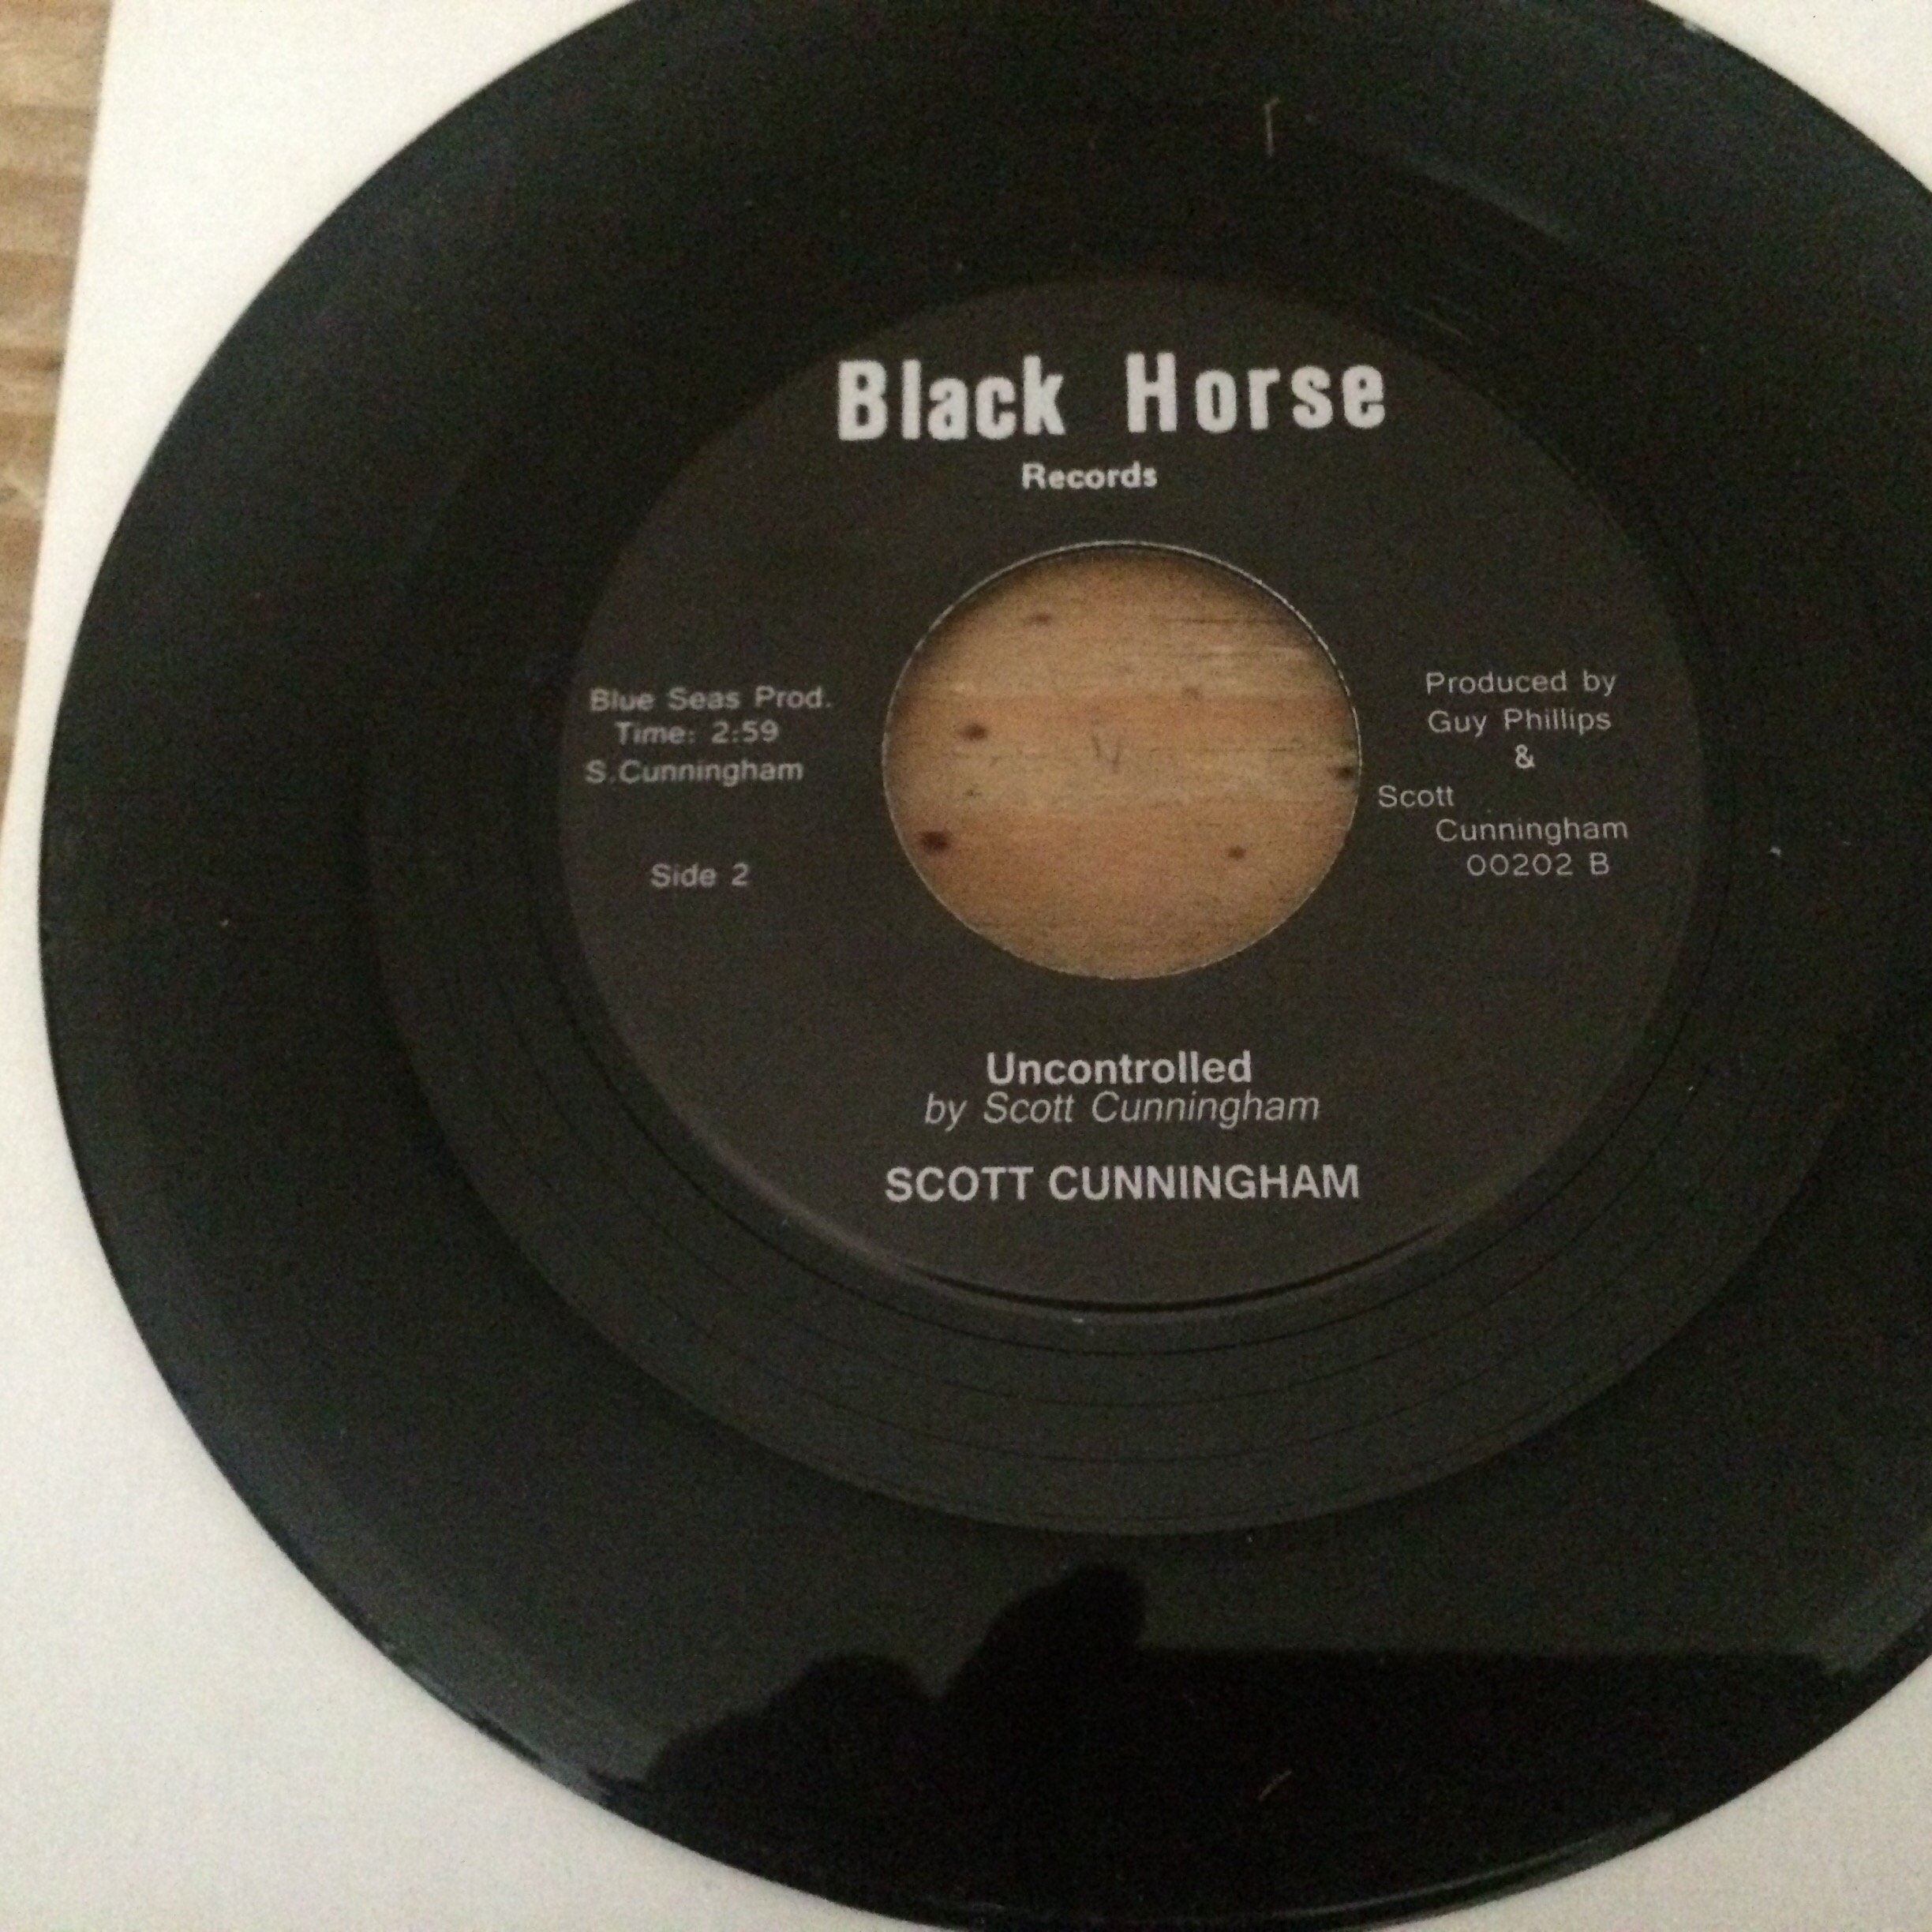 Black Horse
Records
Blue Seas Prod.
Time: 2:59
S.Cunningham
Side 2
Produced by
Guy Phillips
&
Scott
Cunningham
00202 B
Uncontrolled
by Scott Cunningham
SCOTT CUNNINGHAM